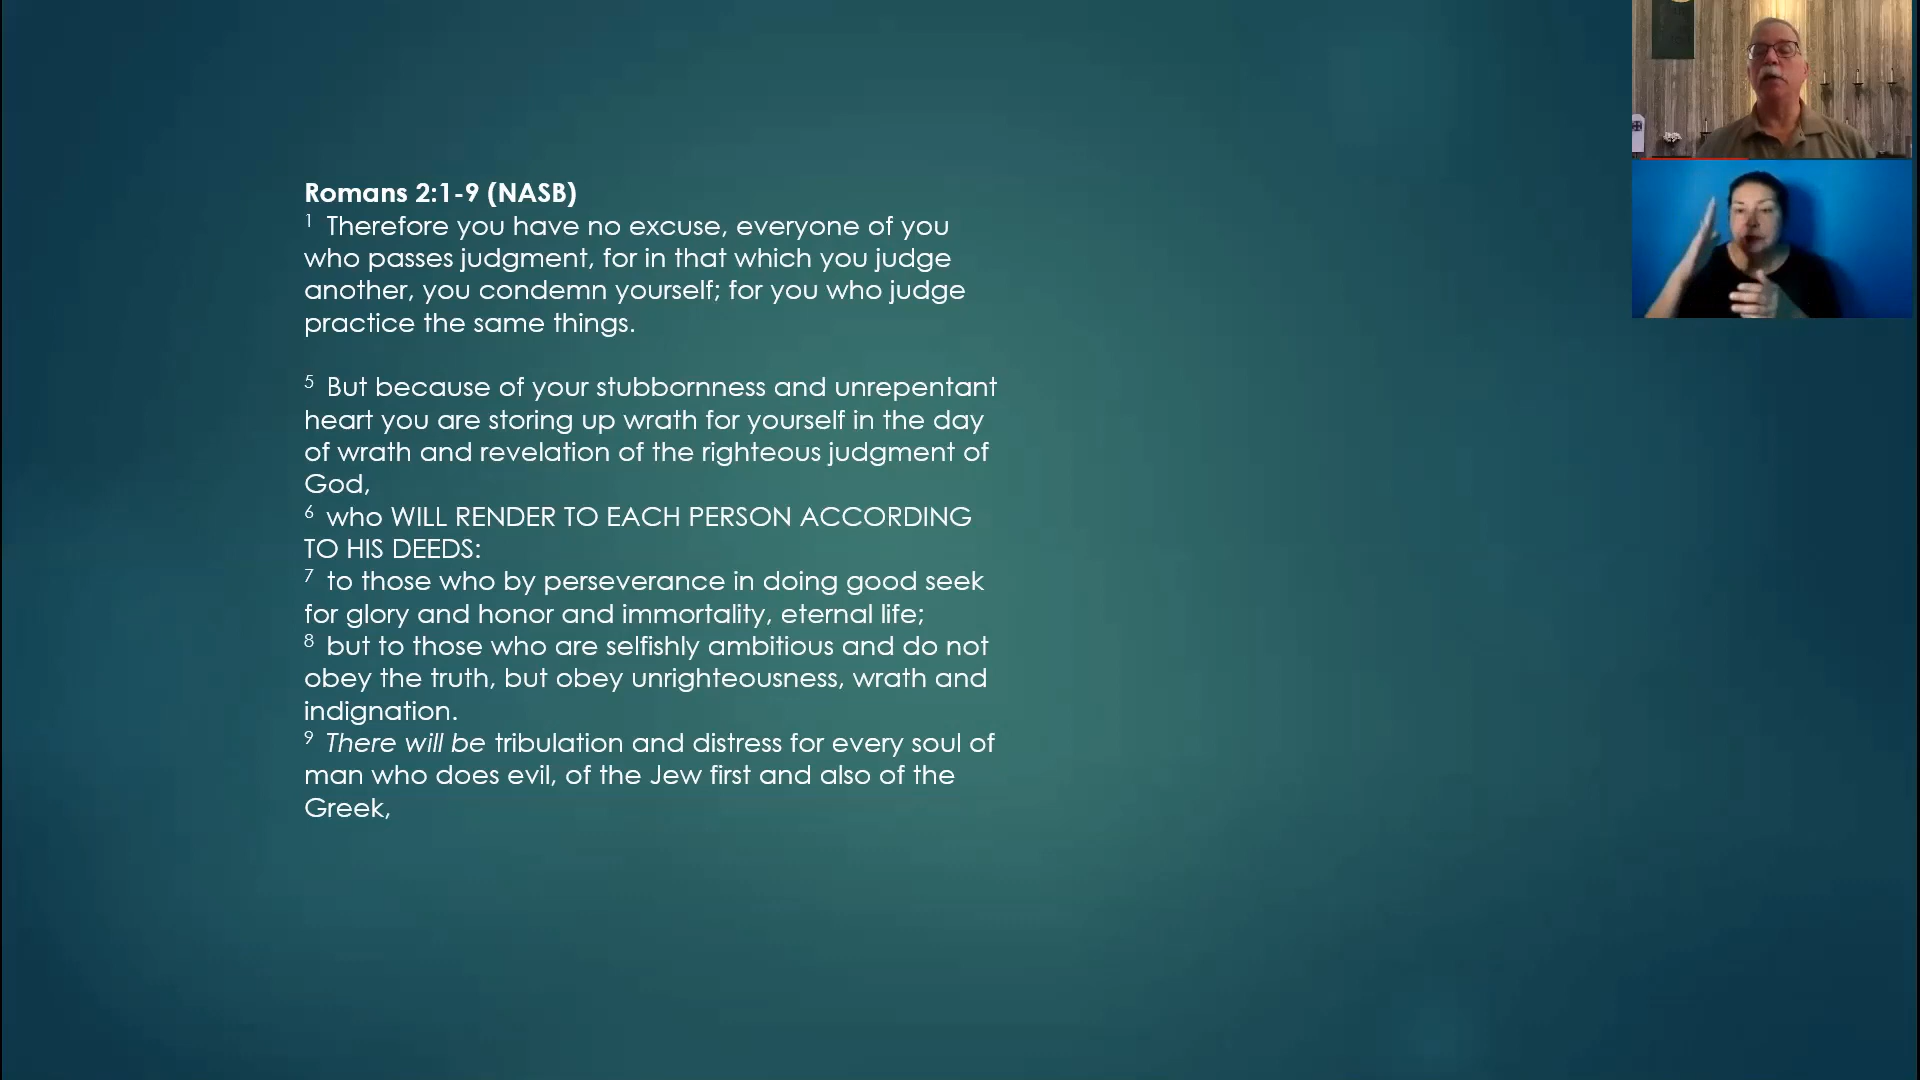 Romans 2:1-9 (NASB)
1 Therefore you have no excuse, everyone of you
who passes judgment, for in that which you judge
another, you condemn yourself; for you who judge
practice the same things.
5 But because of your stubbornness and unrepentant
heart you are storing up wrath for yourself in the day
of wrath and revelation of the righteous judgment of
God,
6 who WILL RENDER TO EACH PERSON ACCORDING
TO HIS DEEDS:
7 to those who by perseverance in doing good seek
for glory and honor and immortality, eternal life;
8 but to those who are selfishly ambitious and do not
obey the truth, but obey unrighteousness, wrath and
indignation.
9 There will be tribulation and distress for every soul of
man who does evil, of the Jew first and also of the
Greek,